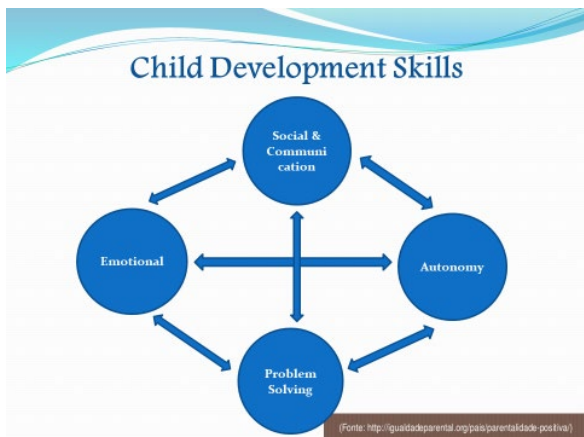 Child Development Skills
Social &
Communi
cation
Emotional
Autonomy
Problem
Solving
(Fonte: http://igualdadeparental.org/pais/parentalidade-positiva/)